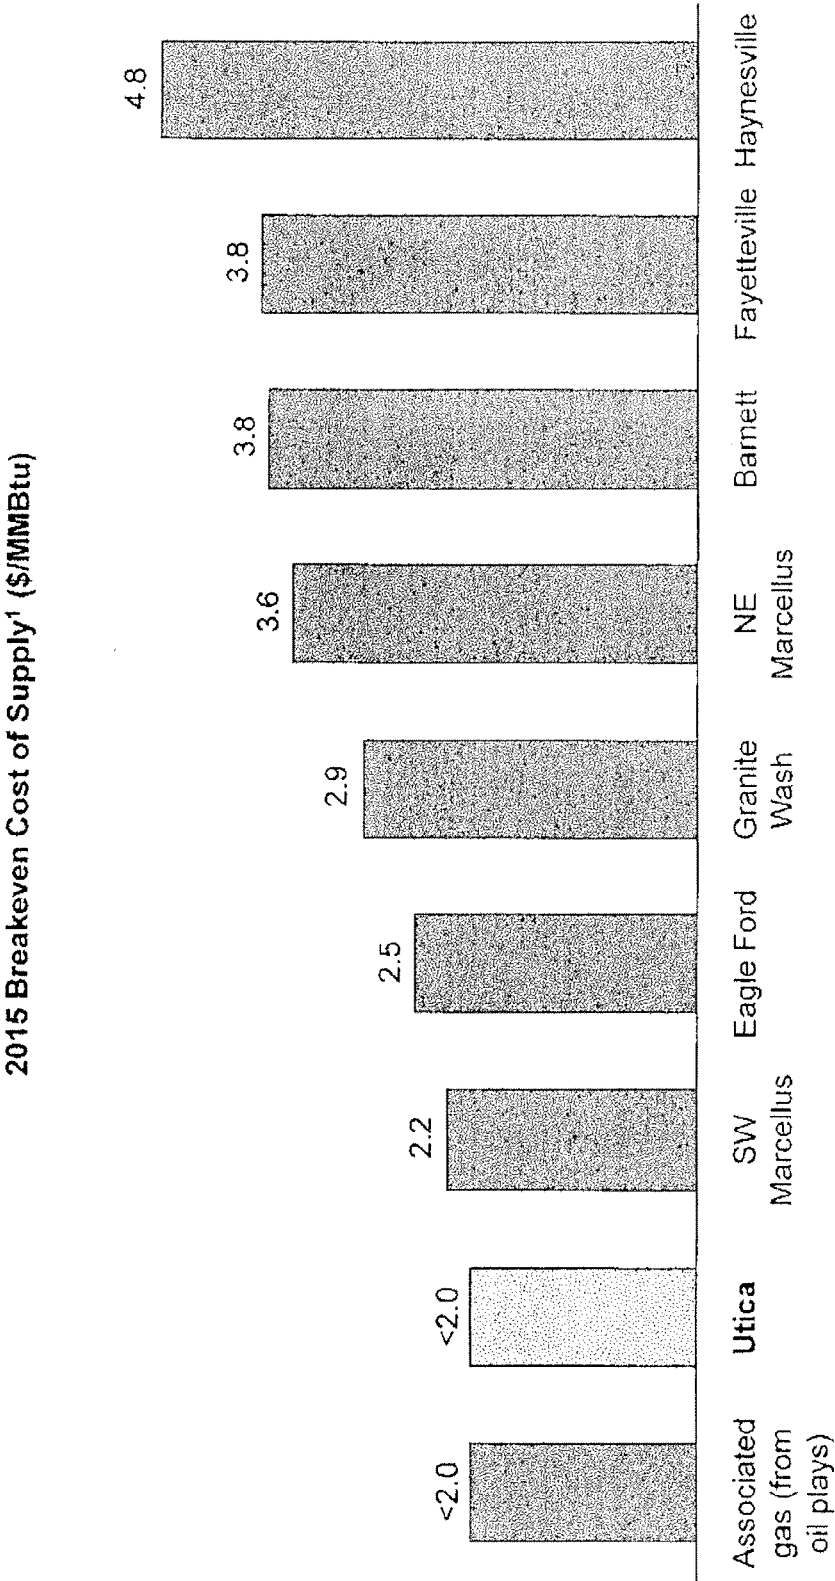 2015 Breakeven Cost of Supply¹ ($/MMBtu)
<2.0
<2.0
2.2
2.5
2.9
3.6
3.8
3.8
4.8
Associated
gas (from
oil plays)
Utica
SW
Marcellus
Eagle Ford
Granite
Wash
NE
Marcellus
Barnett
Fayetteville
Haynesville